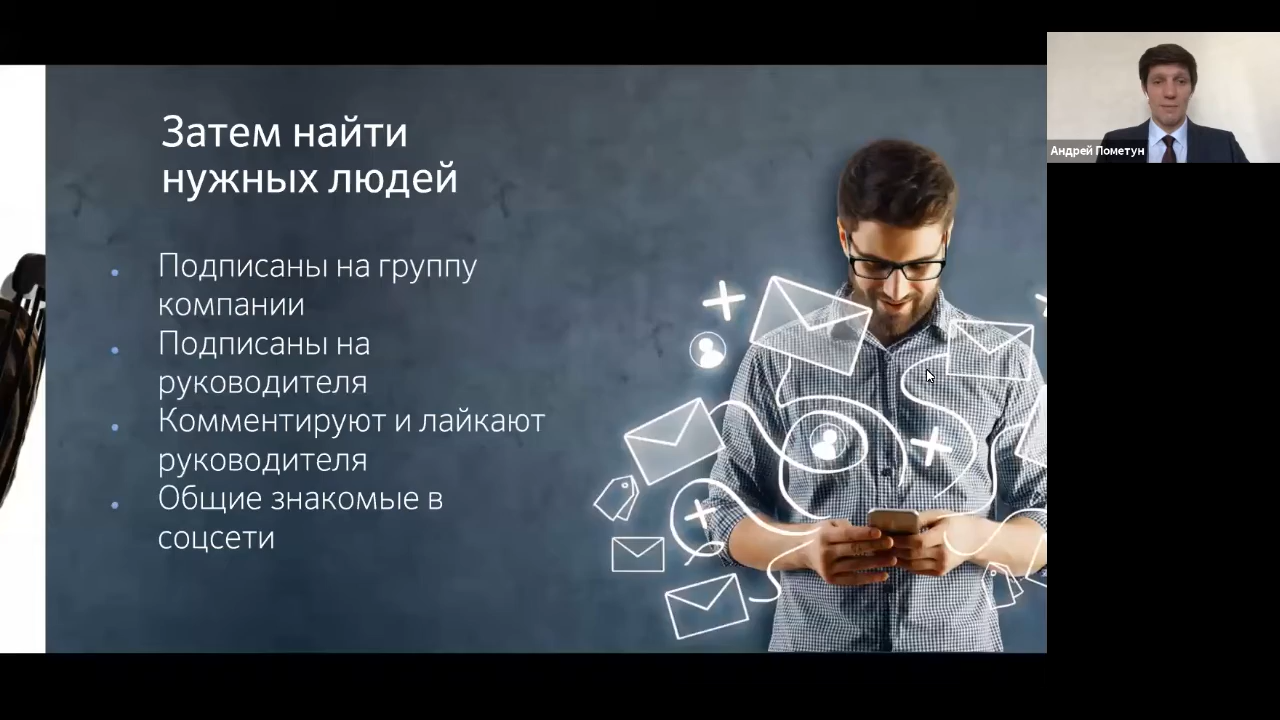 Затем найти
нужных людей
Подписаны на группу
компании
Подписаны на
руководителя
Комментируют и лайкают
руководителя
Общие знакомые в
соцсети
Андрей Пометун